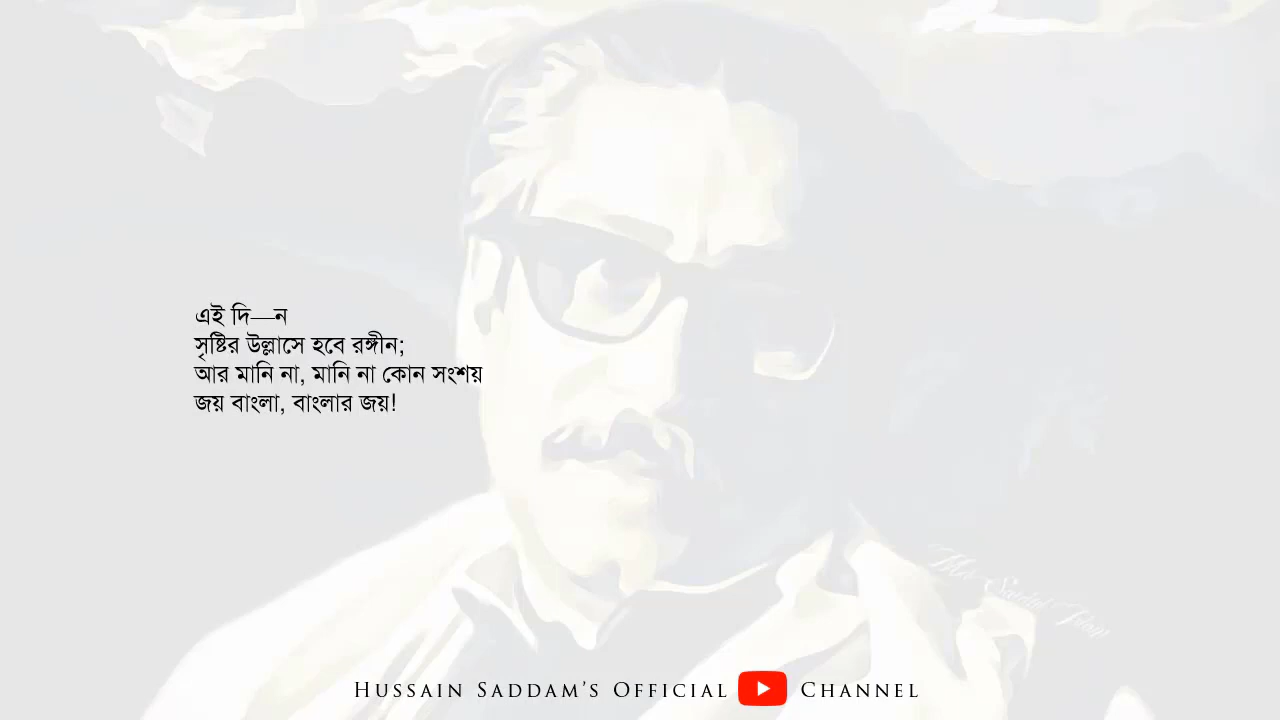 এই দি—ন
সৃষ্টির উল্লাসে হবে রঙ্গীন;
আর মানি না, মানি না কোন সংশয়
জয় বাংলা, বাংলার জয়!
Hussain Saddam's Official Channel